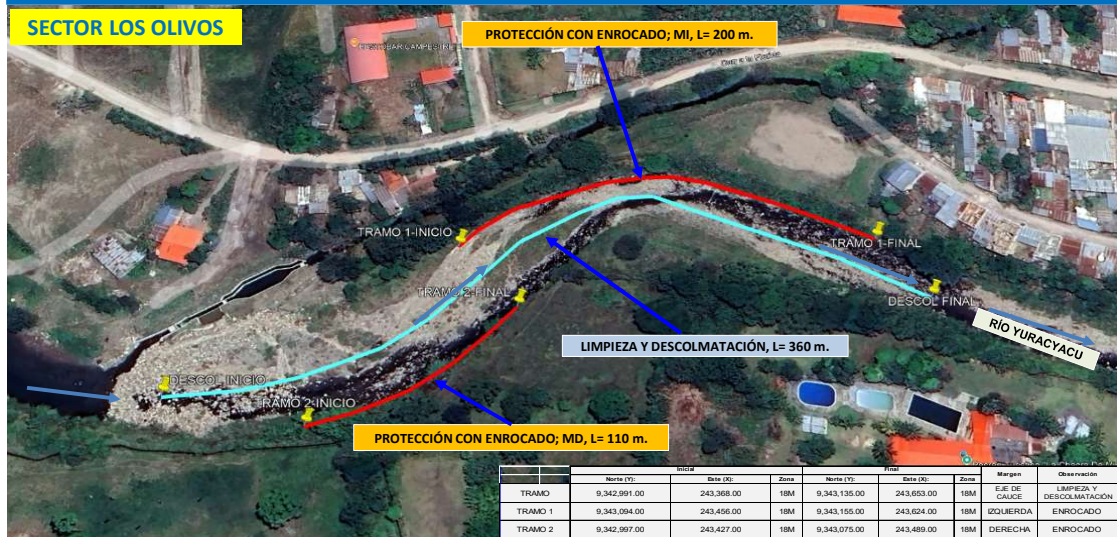 SECTOR LOS OLIVOS
PROTECCIÓN CON ENROCADO; MI, L= 200 m.
TRAMO 1-INICIO
TRAMO 1-FINAL
TRAMO 2-FINAL
DESCOL FINAL
RÍO YURACYACU
LIMPIEZA Y DESCOLMATACIÓN, L= 360 m.
DESCOL INICIO
TRAMO 2-INICIO
PROTECCIÓN CON ENROCADO; MD, L= 110 m.
Inicial Final Margen Observación
Norte (Y): Este (X): Zona Norte (Y): Este (X): Zona
TRAMO 9,342,991.00 243,368.00 18M 9,343,135.00 243,653.00 18M EJE DE CAUCE LIMPIEZA Y DESCOLMATACIÓN
TRAMO 1 9,343,094.00 243,456.00 18M 9,343,155.00 243,624.00 18M IZQUIERDA ENROCADO
TRAMO 2 9,342,997.00 243,427.00 18M 9,343,075.00 243,489.00 18M DERECHA ENROCADO